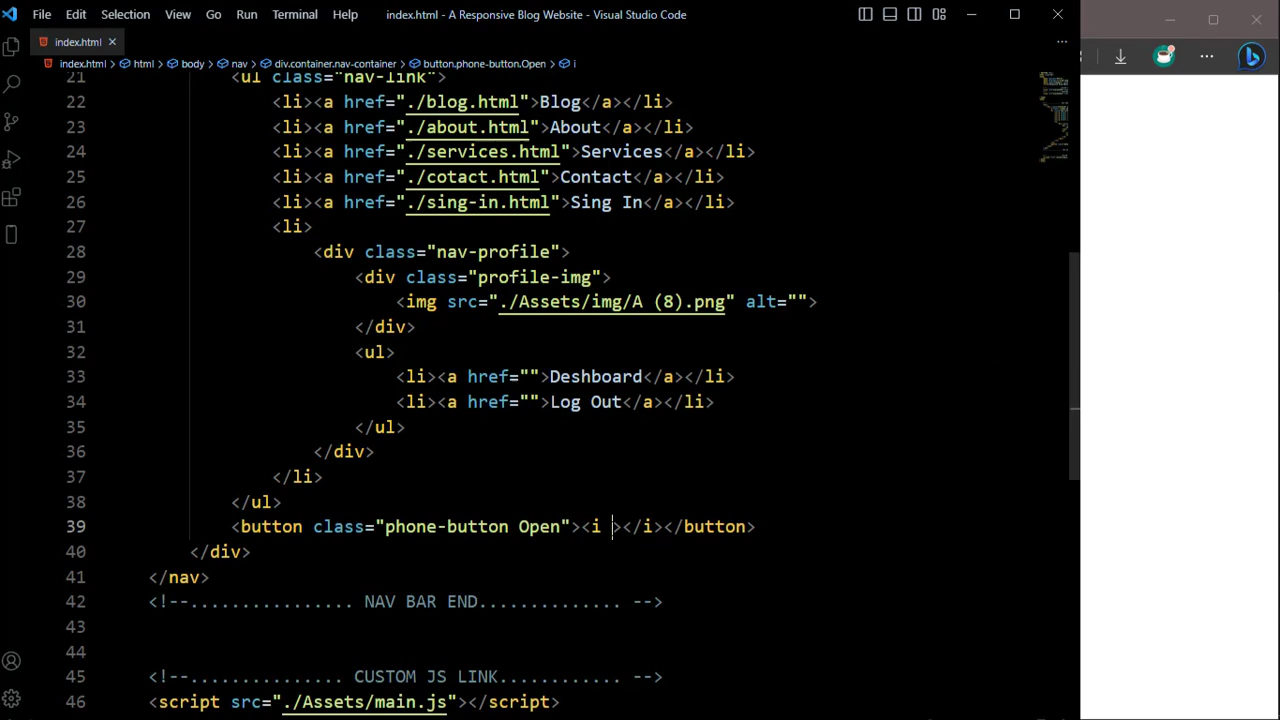 File Edit Selection View Go Run Terminal Help index.html - A Responsive Blog Website - Visual Studio Code
index.html
index.html > html > body > nav > div.container.nav-container > button.phone-button.Open > i
21 <ul class="nav-link">
22 <li><a href="./blog.html">Blog</a></li>
23 <li><a href="./about.html">About</a></li>
24 <li><a href="./services.html">Services</a></li>
25 <li><a href="./cotact.html">Contact</a></li>
26 <li><a href="./sing-in.html">Sing In</a></li>
27 <li>
28 <div class="nav-profile">
29 <div class="profile-img">
30 <img src="./Assets/img/A (8).png" alt="">
31 </div>
32 <ul>
33 <li><a href="">Deshboard</a></li>
34 <li><a href="">Log Out</a></li>
35 </ul>
36 </div>
37 </li>
38 </ul>
39 <button class="phone-button Open"><i ></i></button>
40 </div>
41 </nav>
42 <!--................ NAV BAR END.............. -->
43
44
45 <!--.............. CUSTOM JS LINK............ -->
46 <script src="./Assets/main.js"></script>